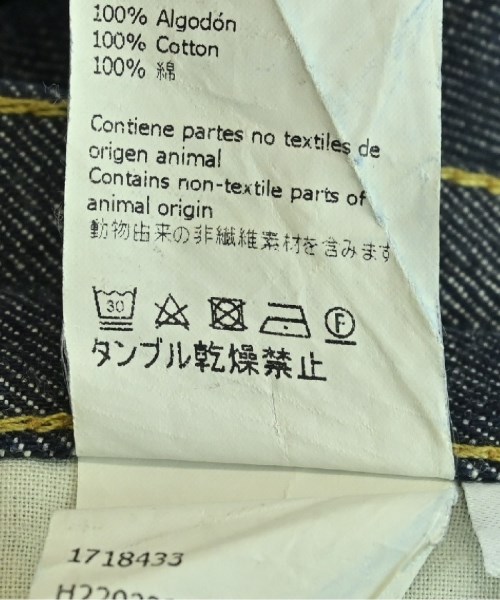 100% Algodón
100% Cotton
100% 綿
Contiene partes no textiles de
origen animal
Contains non-textile parts of
animal origin
動物由来の非繊維素材を含みます
30
F
タンブル乾燥禁止
1718433